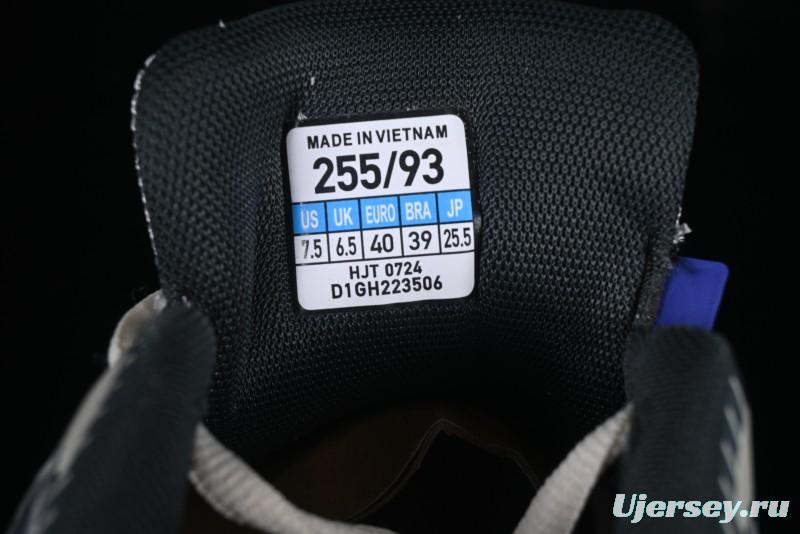 MADE IN VIETNAM
255/93
US UK EURO BRA JP
7.5 6.5 40 39 25.5
HJT 0724
D1GH223506
Ujersey.ru